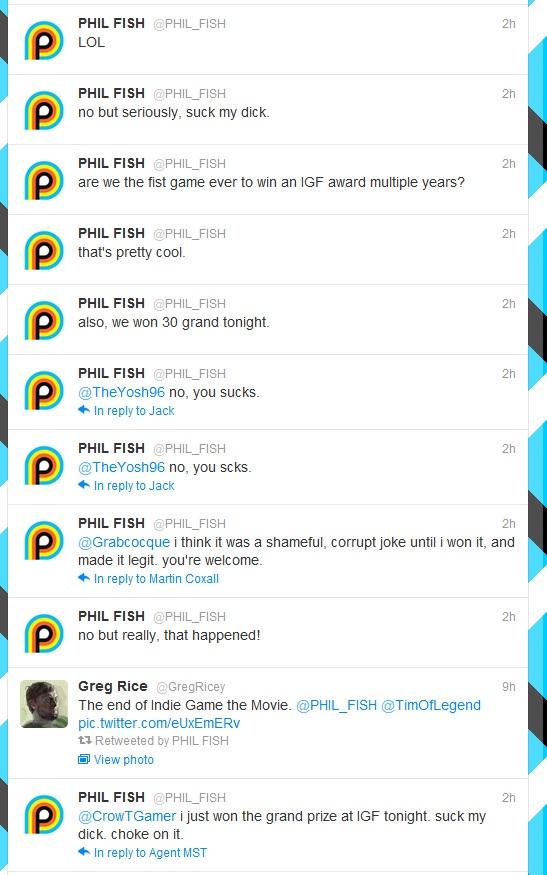 PHIL FISH @PHIL_FISH 2h
LOL
PHIL FISH @PHIL_FISH 2h
no but seriously, suck my dick.
PHIL FISH @PHIL_FISH 2h
are we the fist game ever to win an IGF award multiple years?
PHIL FISH @PHIL_FISH 2h
that's pretty cool.
PHIL FISH @PHIL_FISH 2h
also, we won 30 grand tonight.
PHIL FISH @PHIL_FISH 2h
@TheYosh96 no, you sucks.
In reply to Jack
PHIL FISH @PHIL_FISH 2h
@TheYosh96 no, you scks.
In reply to Jack
PHIL FISH @PHIL_FISH 2h
@Grabcocque i think it was a shameful, corrupt joke until i won it, and
made it legit. you're welcome.
In reply to Martin Coxall
PHIL FISH @PHIL_FISH 2h
no but really, that happened!
Greg Rice @GregRicey 9h
The end of Indie Game the Movie. @PHIL_FISH @TimOfLegend
pic.twitter.com/eUxEmERv
Retweeted by PHIL FISH
View photo
PHIL FISH @PHIL_FISH 2h
@CrowTGamer i just won the grand prize at IGF tonight. suck my
dick. choke on it.
In reply to Agent MST